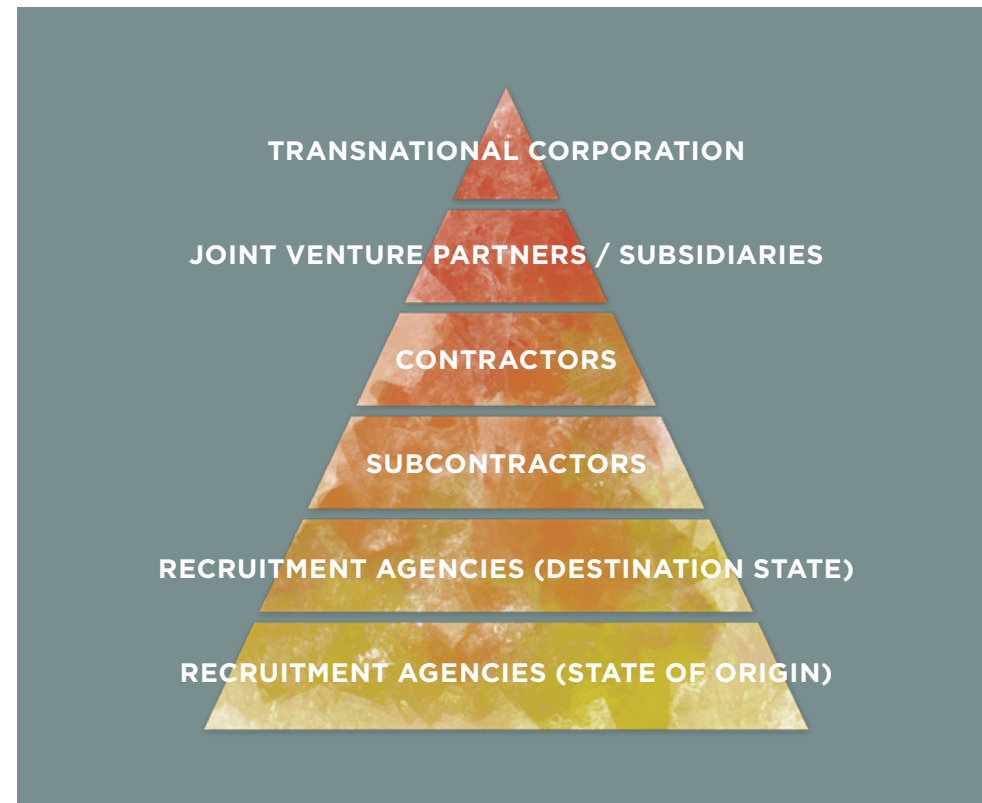 TRANSNATIONAL CORPORATION
JOINT VENTURE PARTNERS / SUBSIDIARIES
CONTRACTORS
SUBCONTRACTORS
RECRUITMENT AGENCIES (DESTINATION STATE)
RECRUITMENT AGENCIES (STATE OF ORIGIN)